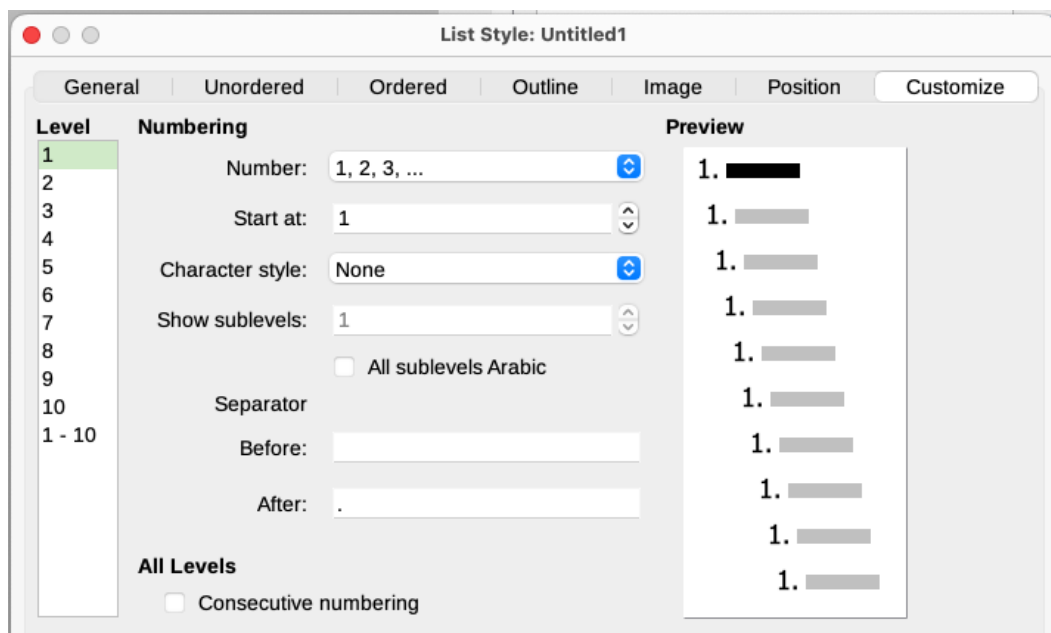 List Style: Untitled1
General Unordered Ordered Outline Image Position Customize
Level
1
2
3
4
5
6
7
8
9
10
1 - 10
Numbering
Number: 1, 2, 3, ...
Start at: 1
Character style: None
Show sublevels: 1
All sublevels Arabic
Separator
Before:
After: .
All Levels
Consecutive numbering
Preview
1.
1.
1.
1.
1.
1.
1.
1.
1.
1.